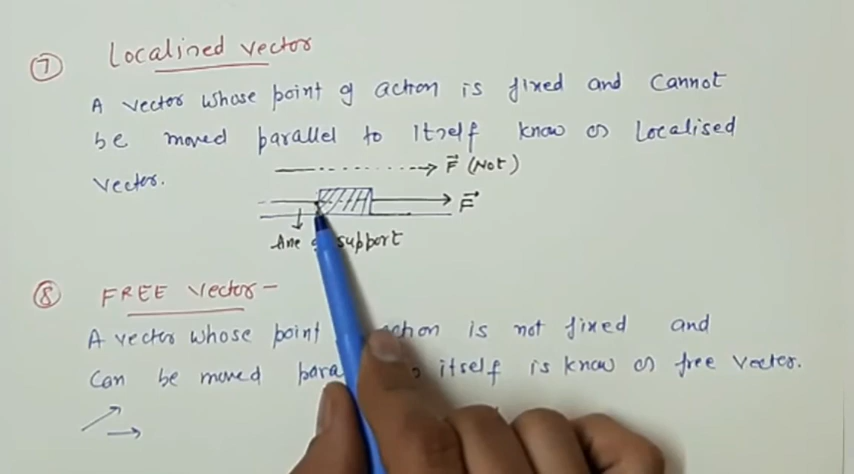 ⑦ Localised vector
A vector whose point of action is fixed and cannot
be moved parallel to itself know as localised
vector.
F⃗ (Not)
F⃗
line support
⑧ FREE vector -
A vector whose point action is not fixed and
can be moved para itself is know as free vector.